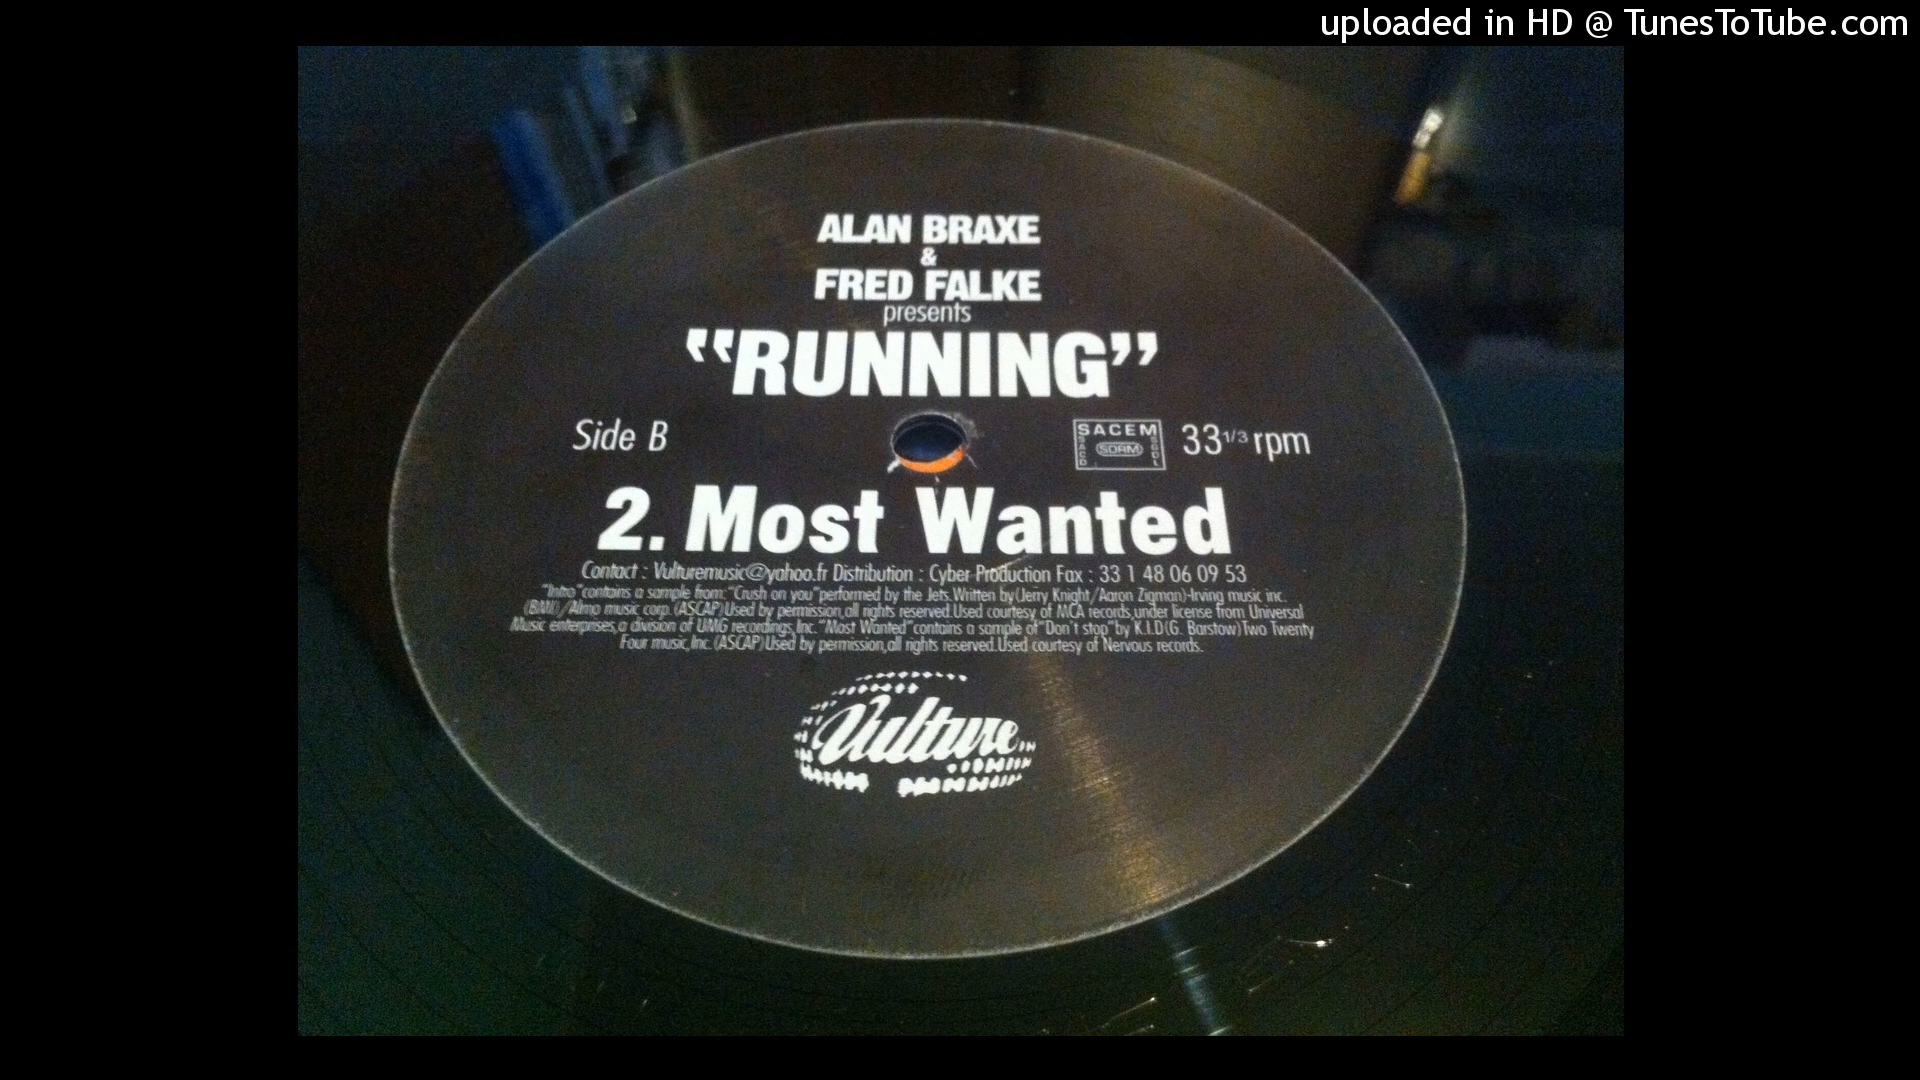 uploaded in HD @ TunesToTube.com
ALAN BRAXE
&
FRED FALKE
presents
“RUNNING”
Side B
SACEM
SACD SDRM SGDL
33 1/3 rpm
2. Most Wanted
Contact : Vulturemusic@yahoo.fr Distribution : Cyber Production Fax : 33 1 48 06 09 53
"Intro"contains a sample from:"Crush on you"performed by the Jets.Written by(Jerry Knight/Aaron Zigman)-Irving music inc.
(BMI)/Almo music corp.(ASCAP)Used by permission,all rights reserved.Used courtesy of MCA records,under license from Universal
Music enterprises,a division of UMG recordings,Inc."Most Wanted"contains a sample of"Don't stop"by K.I.D(G. Barstow)Two Twenty
Four music,Inc.(ASCAP)Used by permission,all rights reserved.Used courtesy of Nervous records.
Vulture